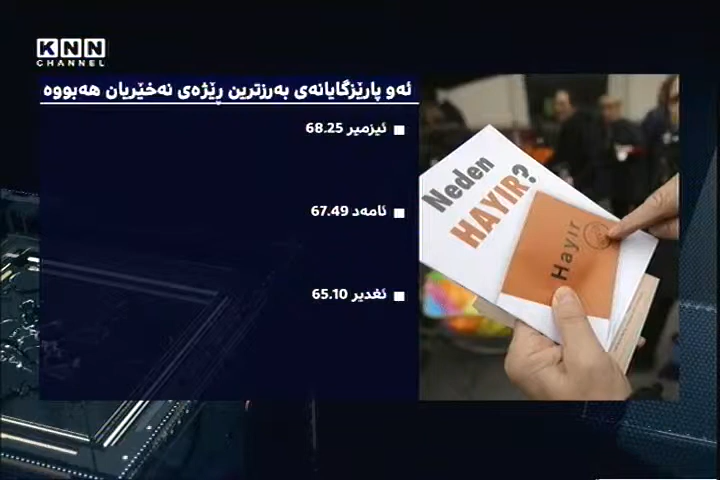 KNN
CHANNEL
ئەو پارێزگایانەی بەرزترین ڕێژەی نەخێریان هەبووە
ئیزمیر 68.25
ئامەد 67.49
ئغدیر 65.10
Neden
HAYIR?
Hayır